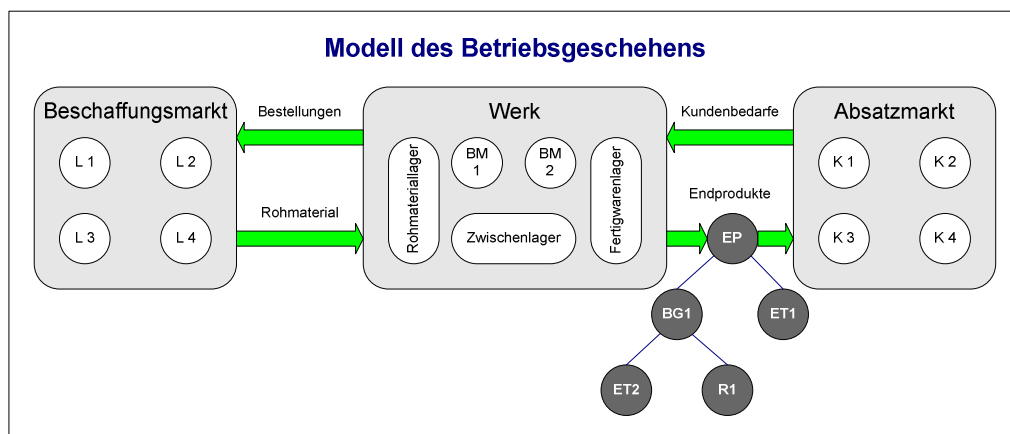 Modell des Betriebsgeschehens
Beschaffungsmarkt
L 1
L 2
L 3
L 4
Bestellungen
Rohmaterial
Werk
Rohmateriallager
BM
1
BM
2
Zwischenlager
Fertigwarenlager
Kundenbedarfe
Endprodukte
EP
BG1
ET1
ET2
R1
Absatzmarkt
K 1
K 2
K 3
K 4